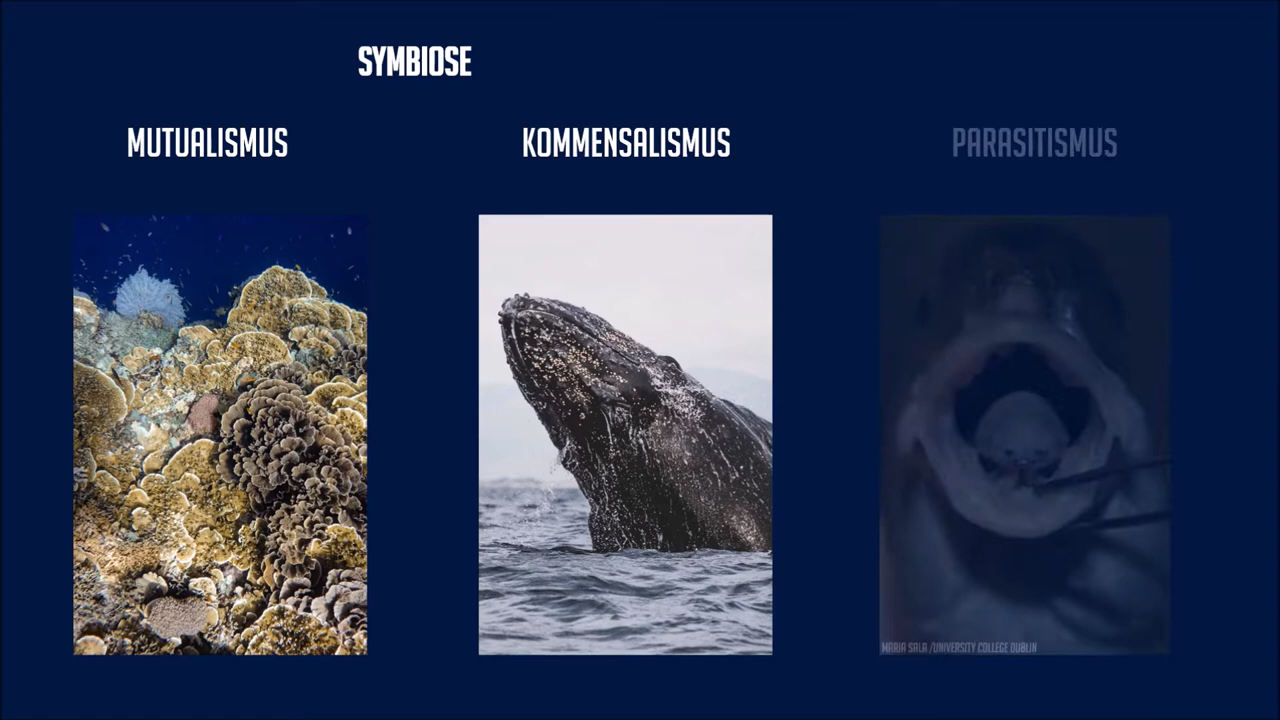 SYMBIOSE
MUTUALISMUS
KOMMENSALISMUS
PARASITISMUS
MARIA SALA /UNIVERSITY COLLEGE DUBLIN